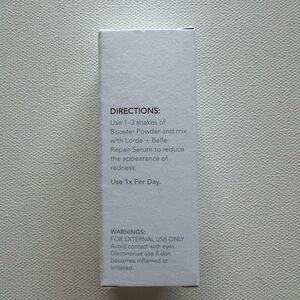 DIRECTIONS:
Use 1-3 shakes of
Booster Powder and mix
with Lorde + Belle
Repair Serum to reduce
the appearance of
redness.
Use 1x Per Day.
WARNINGS:
FOR EXTERNAL USE ONLY
Avoid contact with eyes.
Discontinue if skin
becomes inflamed or
irritated.